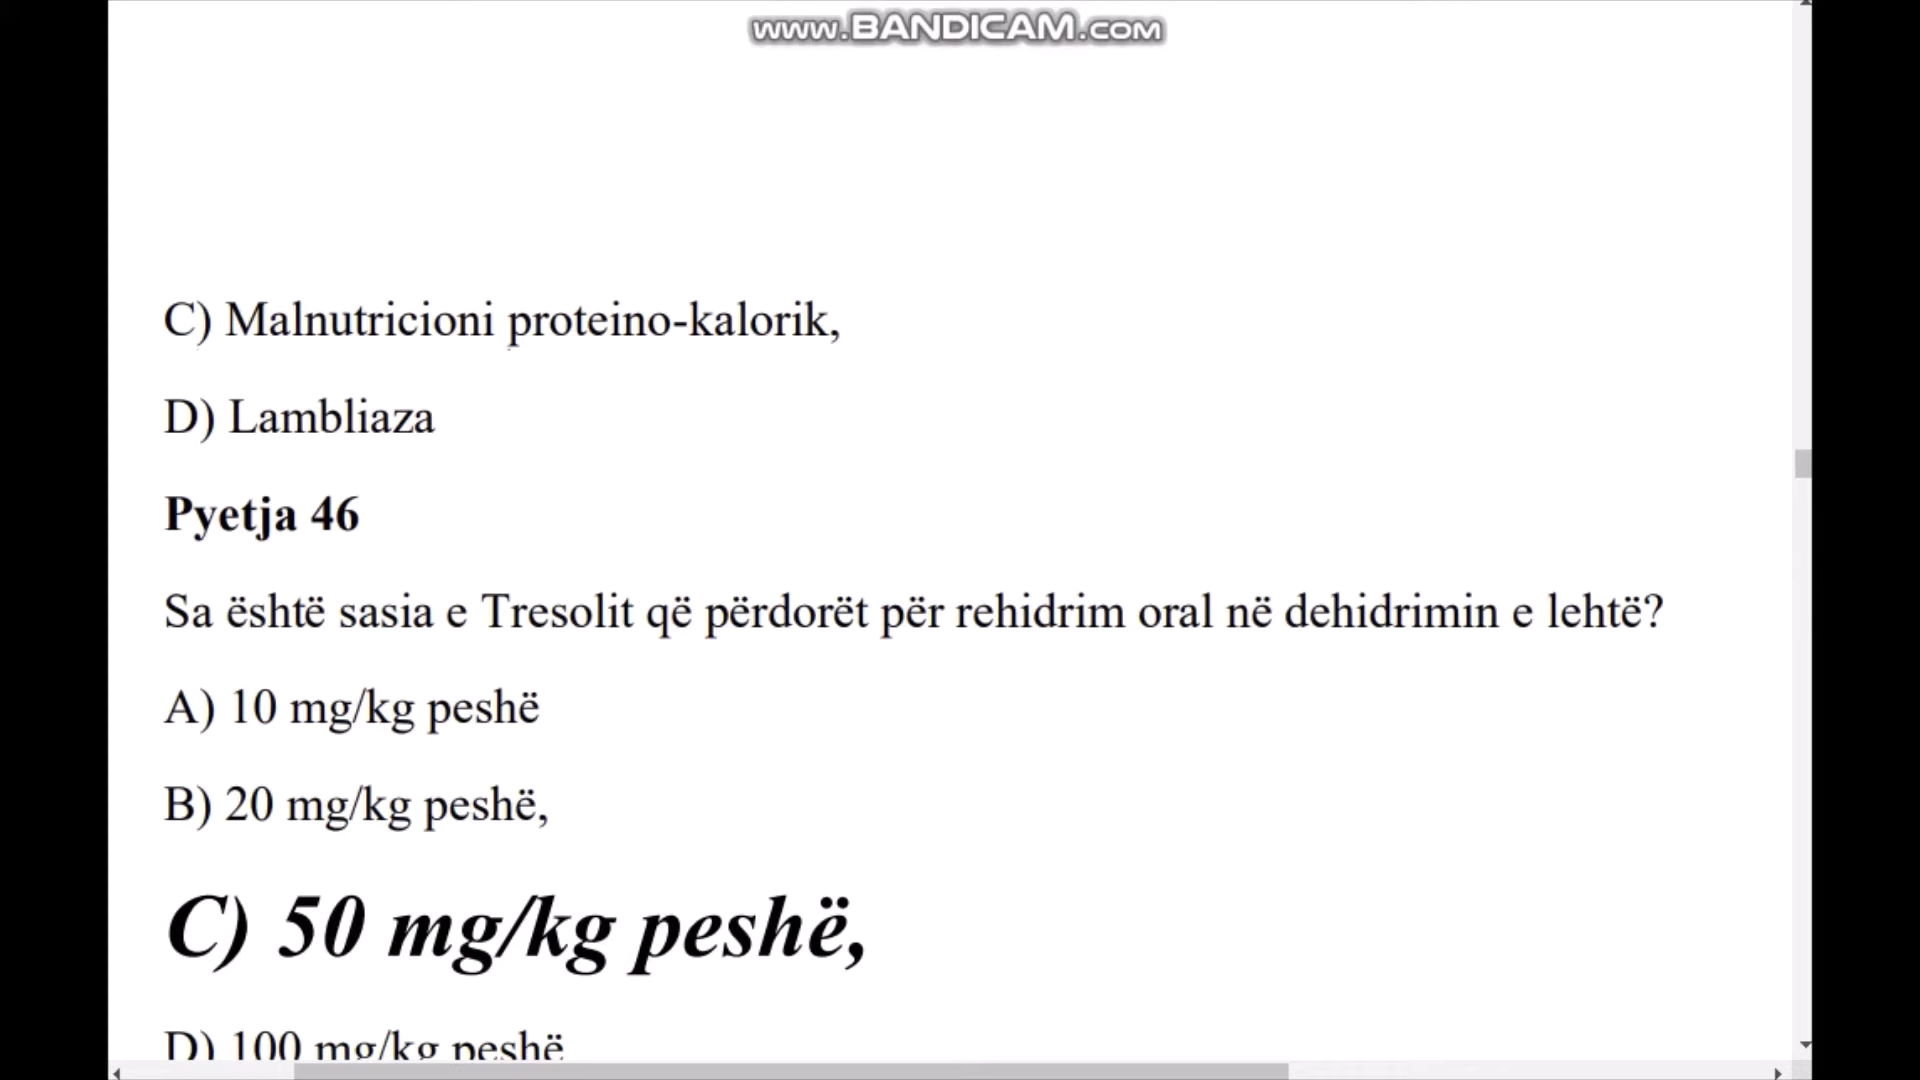 www.BANDICAM.com
C) Malnutricioni proteino-kalorik,
D) Lambliaza
Pyetja 46
Sa është sasia e Tresolit që përdorët për rehidrim oral në dehidrimin e lehtë?
A) 10 mg/kg peshë
B) 20 mg/kg peshë,
C) 50 mg/kg peshë,
D) 100 mg/kg peshë